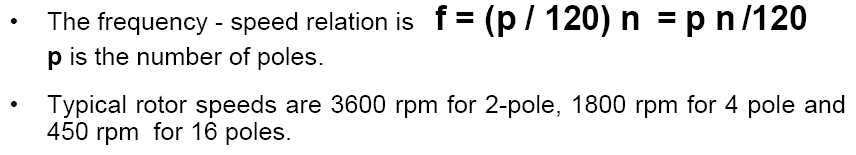 • The frequency - speed relation is f = (p / 120) n = p n /120
p is the number of poles.
• Typical rotor speeds are 3600 rpm for 2-pole, 1800 rpm for 4 pole and
450 rpm for 16 poles.